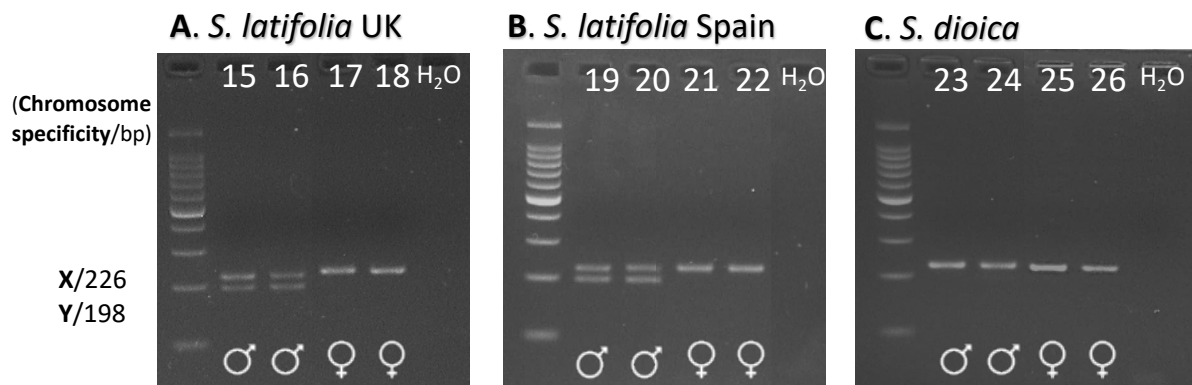 A. S. latifolia UK
B. S. latifolia Spain
C. S. dioica
15 16 17 18 H₂O
19 20 21 22 H₂O
23 24 25 26 H₂O
(Chromosome
specificity/bp)
X/226
Y/198
♂ ♂ ♀ ♀
♂ ♂ ♀ ♀
♂ ♂ ♀ ♀